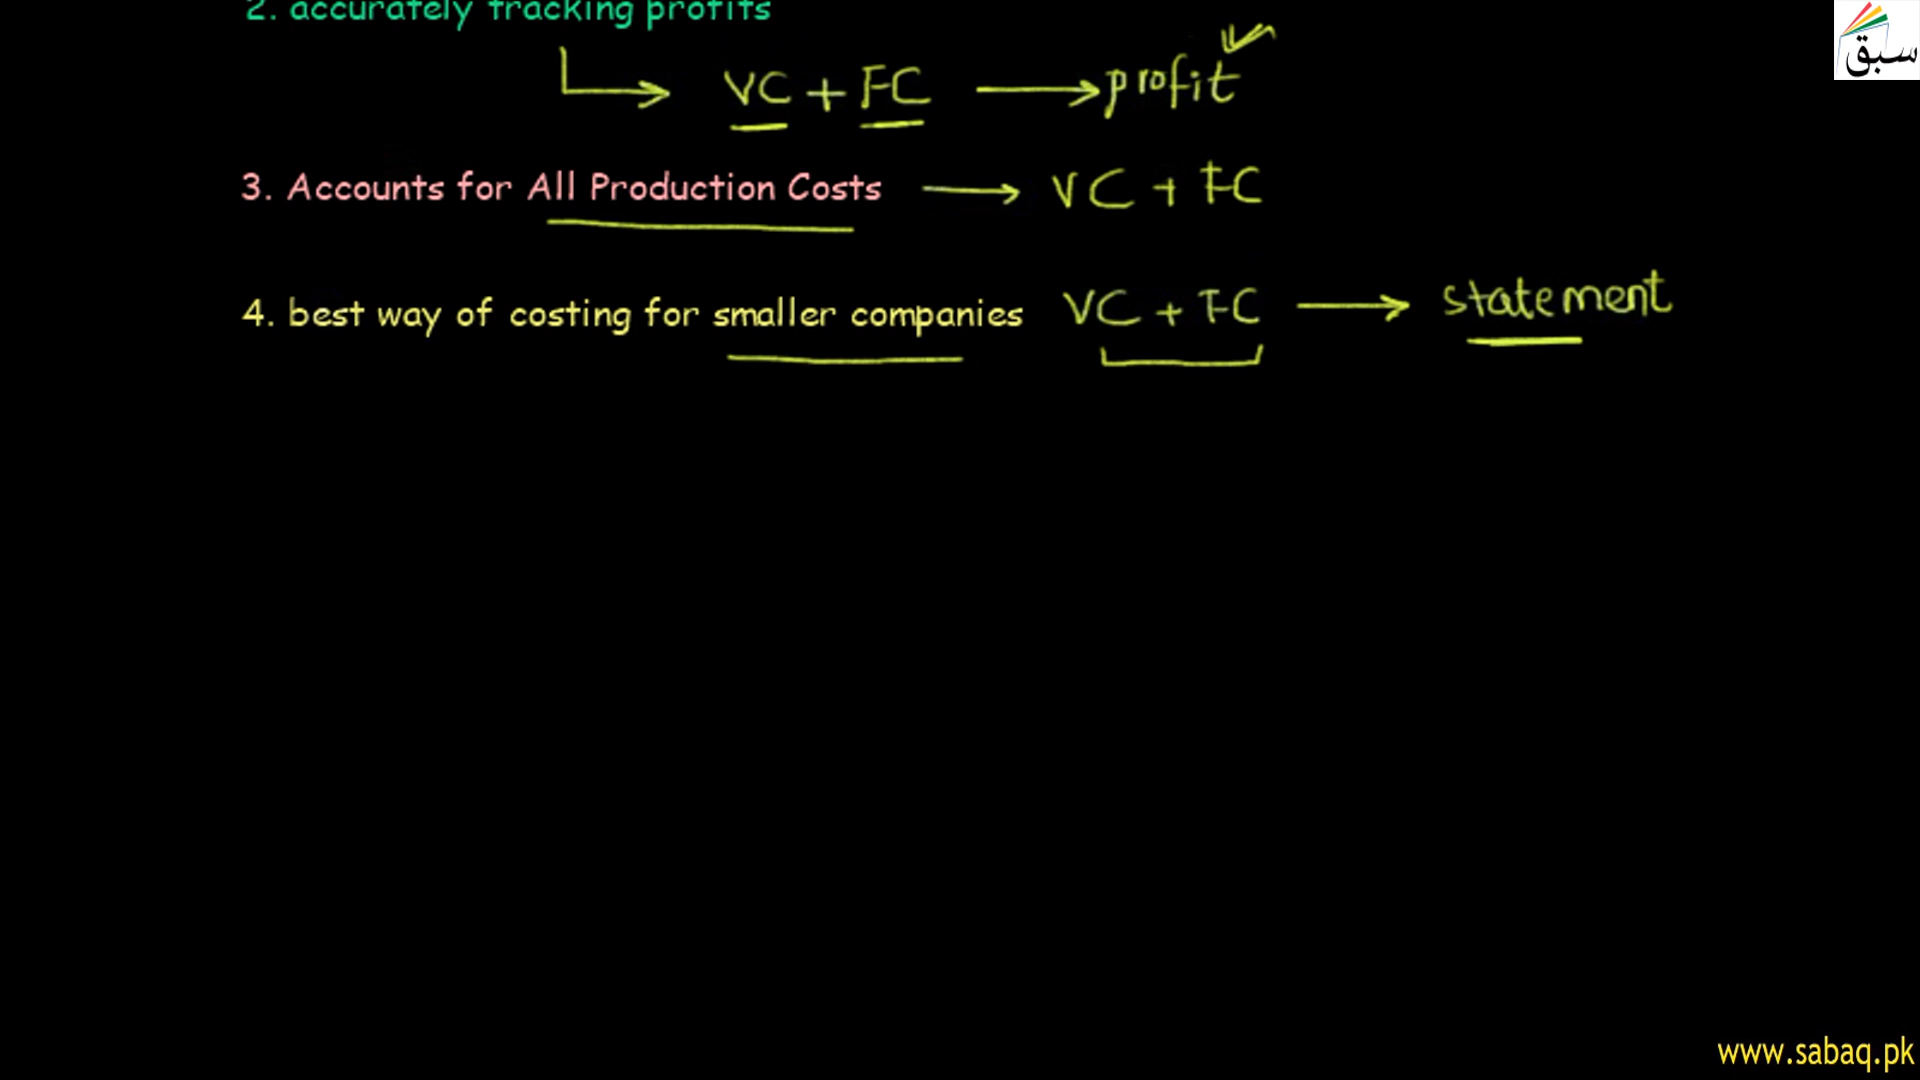 2. accurately tracking profits
VC + FC → profit
سبق
3. Accounts for All Production Costs → VC + FC
4. best way of costing for smaller companies VC + FC → statement
www.sabaq.pk